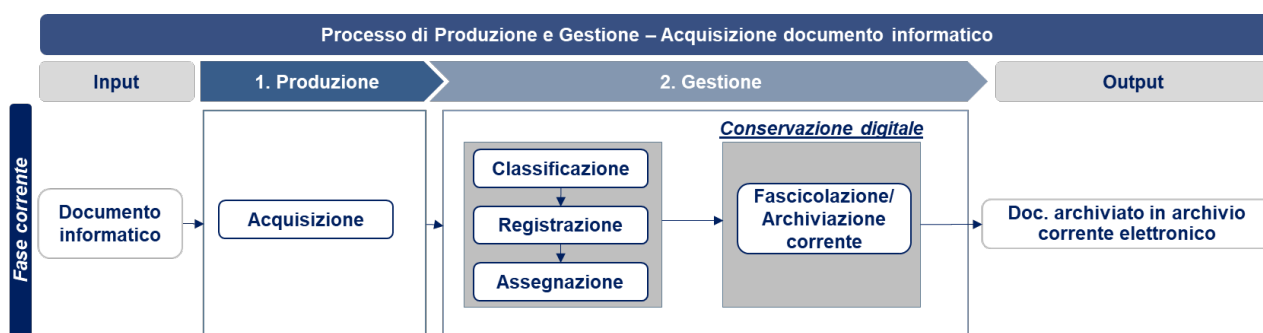 Processo di Produzione e Gestione – Acquisizione documento informatico
Input
1. Produzione
2. Gestione
Output
Fase corrente
Documento
informatico
Acquisizione
Classificazione
Registrazione
Assegnazione
Conservazione digitale
Fascicolazione/
Archiviazione
corrente
Doc. archiviato in archivio
corrente elettronico